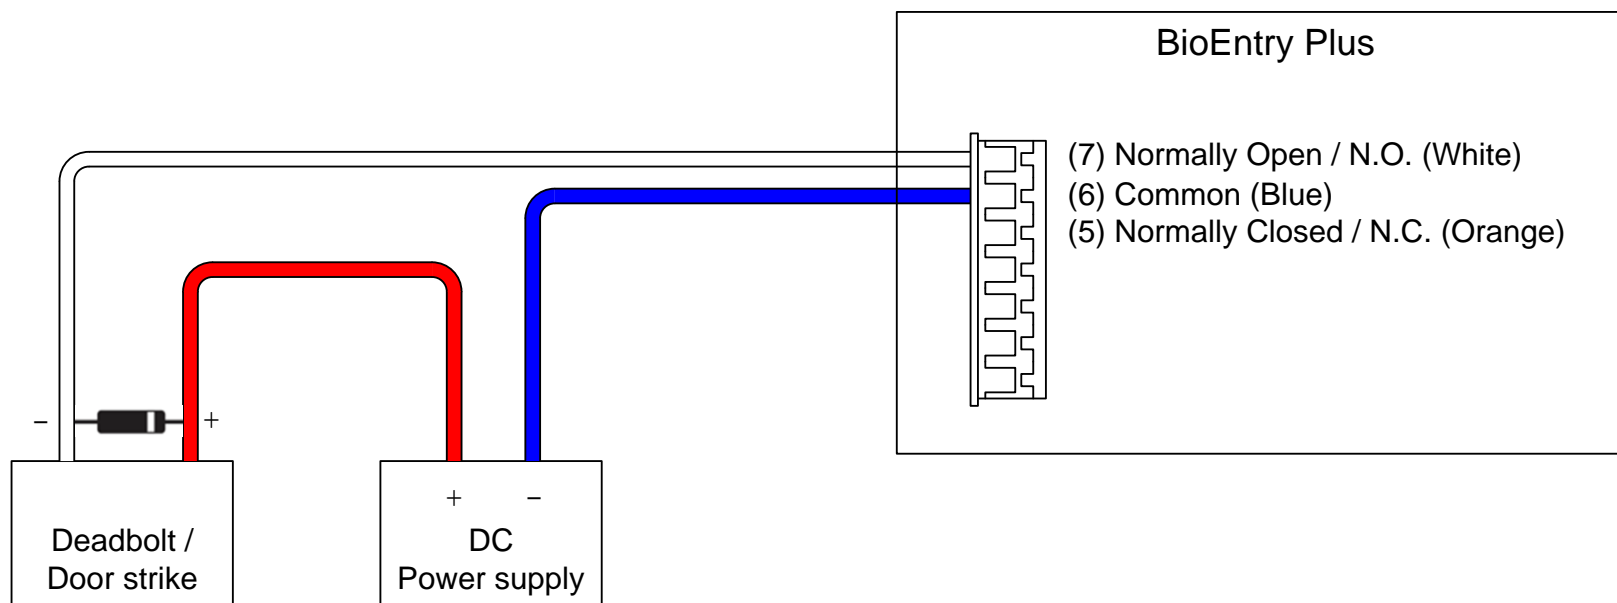 BioEntry Plus
(7) Normally Open / N.O. (White)
(6) Common (Blue)
(5) Normally Closed / N.C. (Orange)
− +
+ −
Deadbolt /
Door strike
DC
Power supply